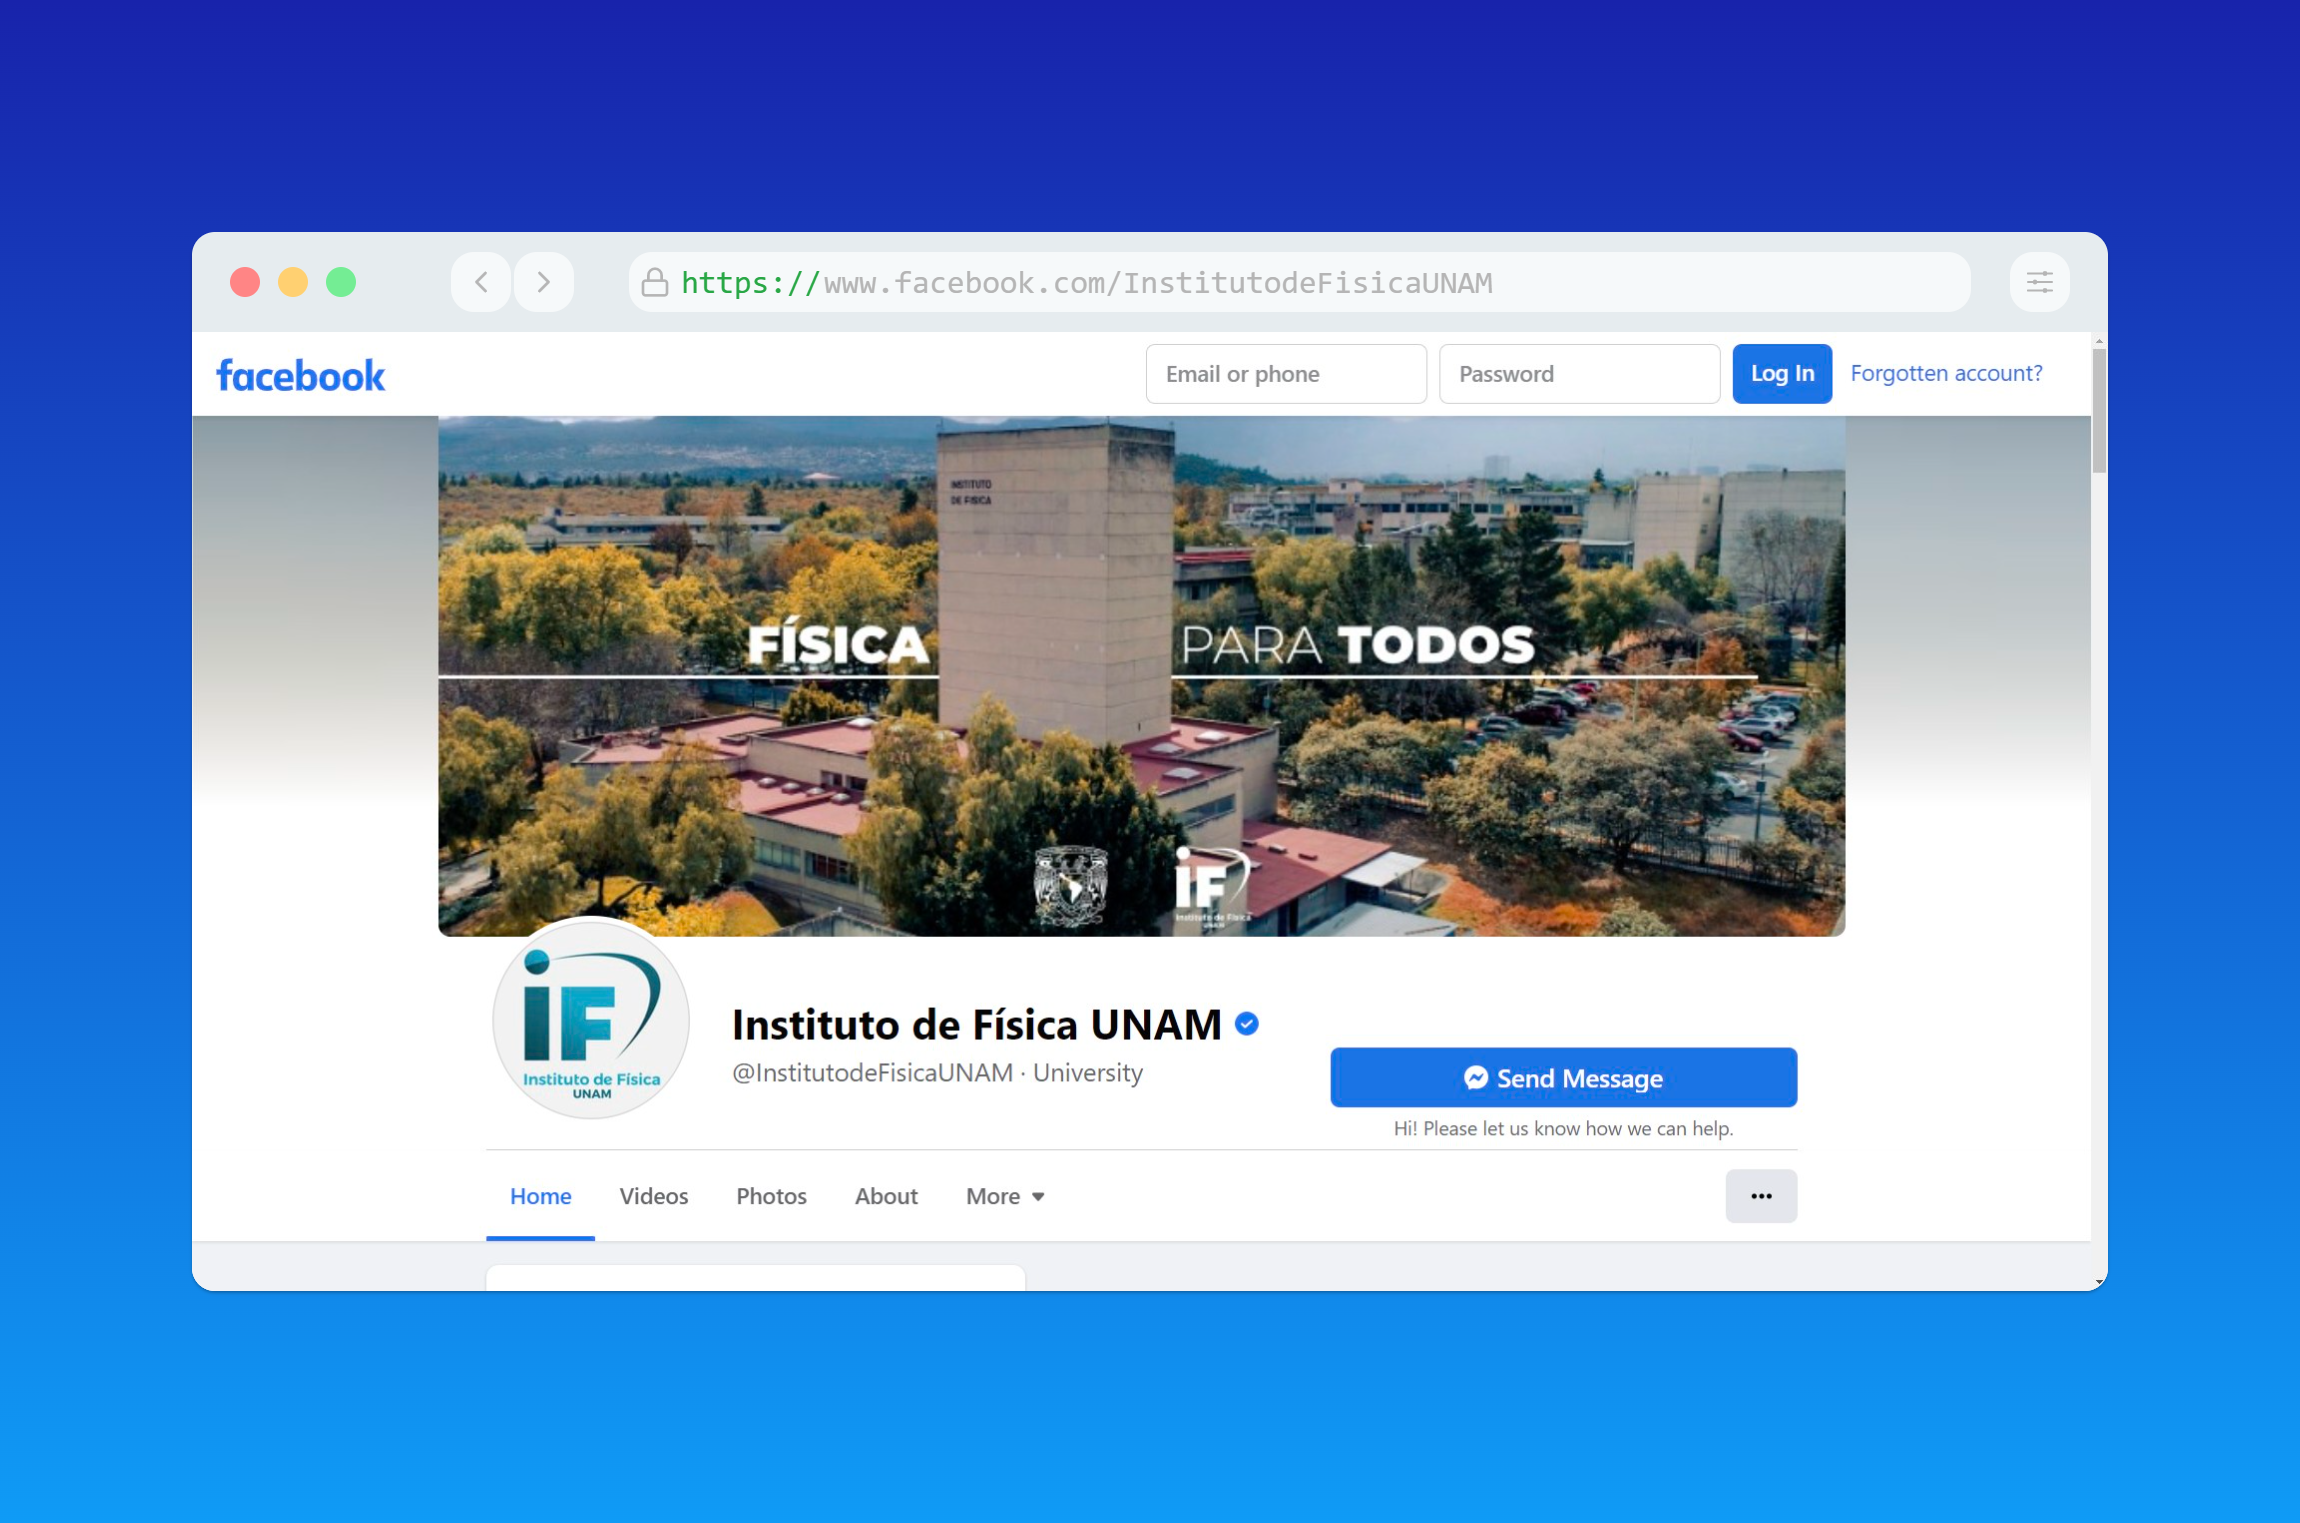 https://www.facebook.com/InstitutodeFisicaUNAM
facebook
Email or phone
Password
Log In
Forgotten account?
INSTITUTO
DE FISICA
FÍSICA PARA TODOS
iF
Instituto de Física
UNAM
iF
Instituto de Física
UNAM
Instituto de Física UNAM
@InstitutodeFisicaUNAM · University
Send Message
Hi! Please let us know how we can help.
Home
Videos
Photos
About
More